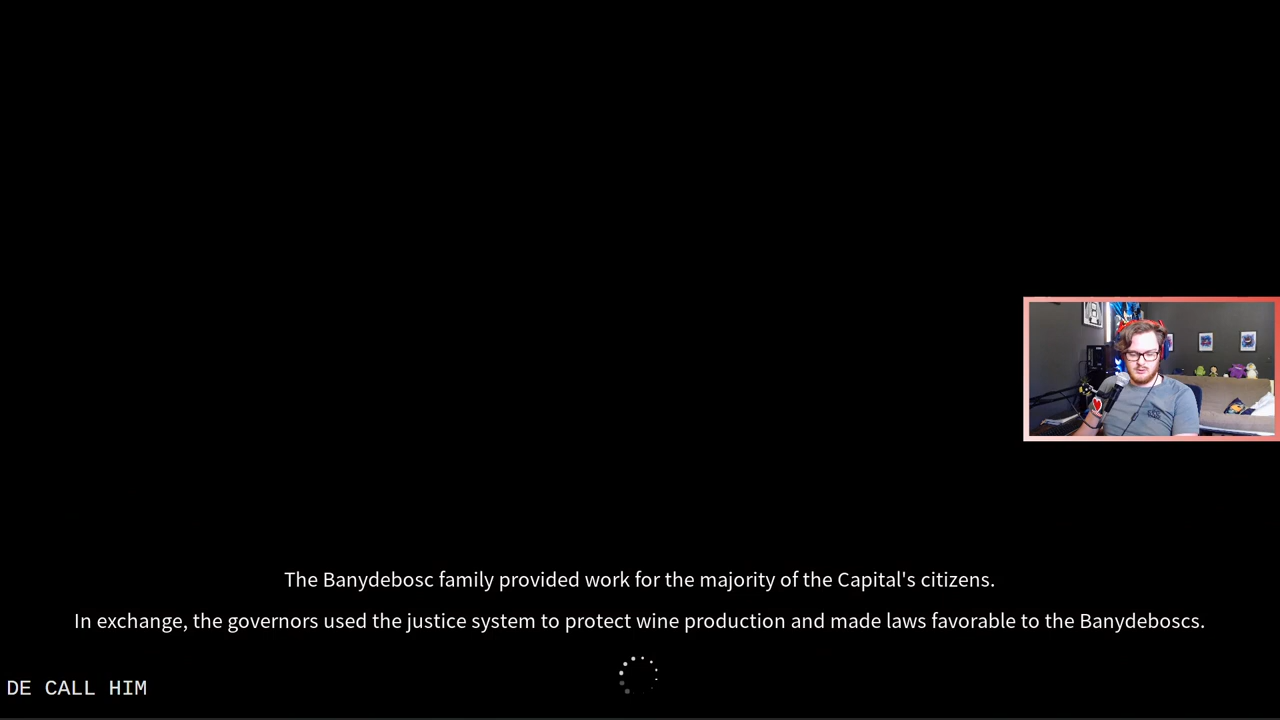 The Banydebosc family provided work for the majority of the Capital's citizens.
In exchange, the governors used the justice system to protect wine production and made laws favorable to the Banydeboscs.
DE CALL HIM